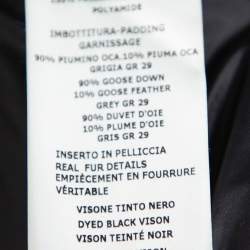 POLYAMIDE
IMBOTTITURA-PADDING
GARNISSAGE
90% PIUMINO OCA,10% PIUMA OCA
GRIGIA GR 29
90% GOOSE DOWN
10% GOOSE FEATHER
GREY GR 29
90% DUVET D'OIE
10% PLUME D'OIE
GRIS GR 29
INSERTO IN PELLICCIA
REAL FUR DETAILS
EMPIÈCEMENT EN FOURRURE
VÉRITABLE
VISONE TINTO NERO
DYED BLACK VISON
VISON TEINTÉ NOIR